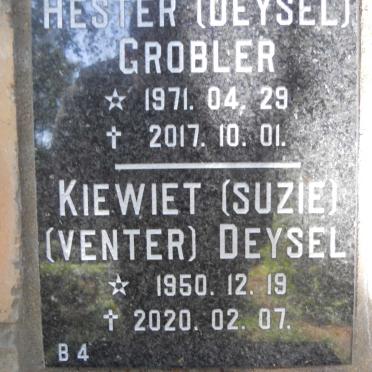 HESTER (DEYSEL)
GROBLER
☆ 1971. 04, 29
✝ 2017. 10. 01.
KIEWIET (SUZIE)
(VENTER) DEYSEL
☆ 1950. 12. 19
✝ 2020. 02. 07.
B4